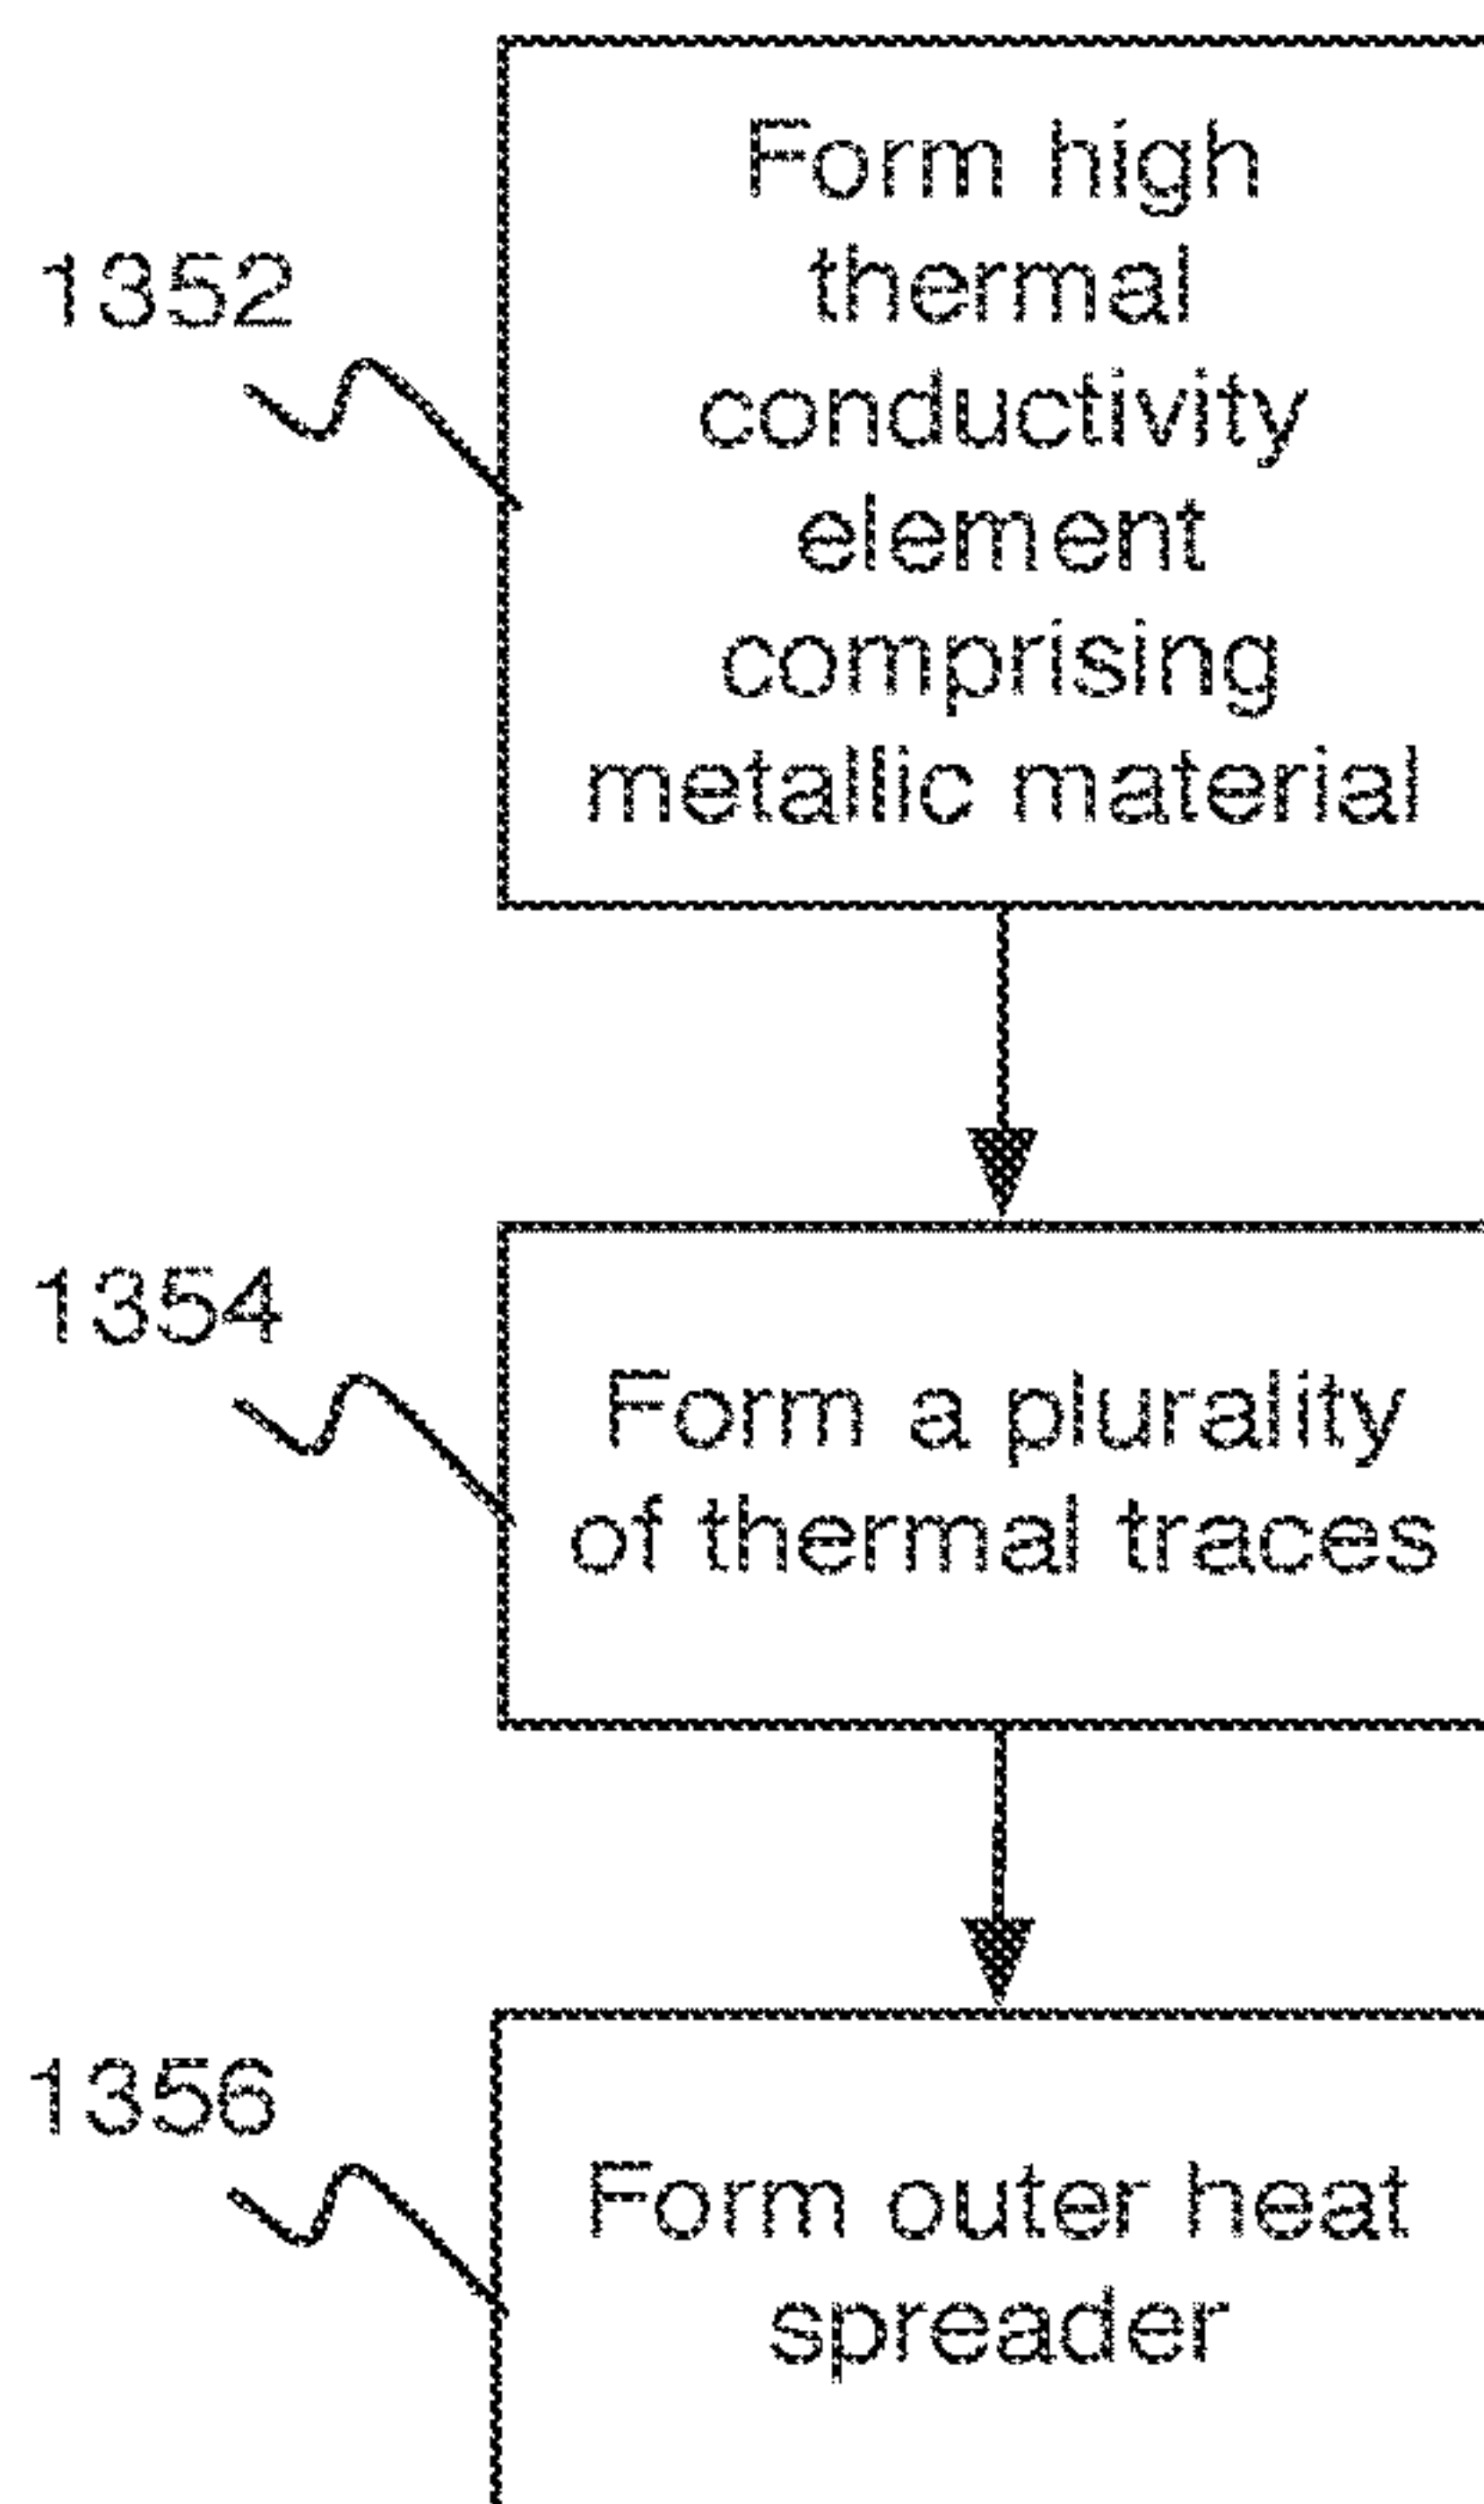 1352
Form high
thermal
conductivity
element
comprising
metallic material
1354
Form a plurality
of thermal traces
1356
Form outer heat
spreader